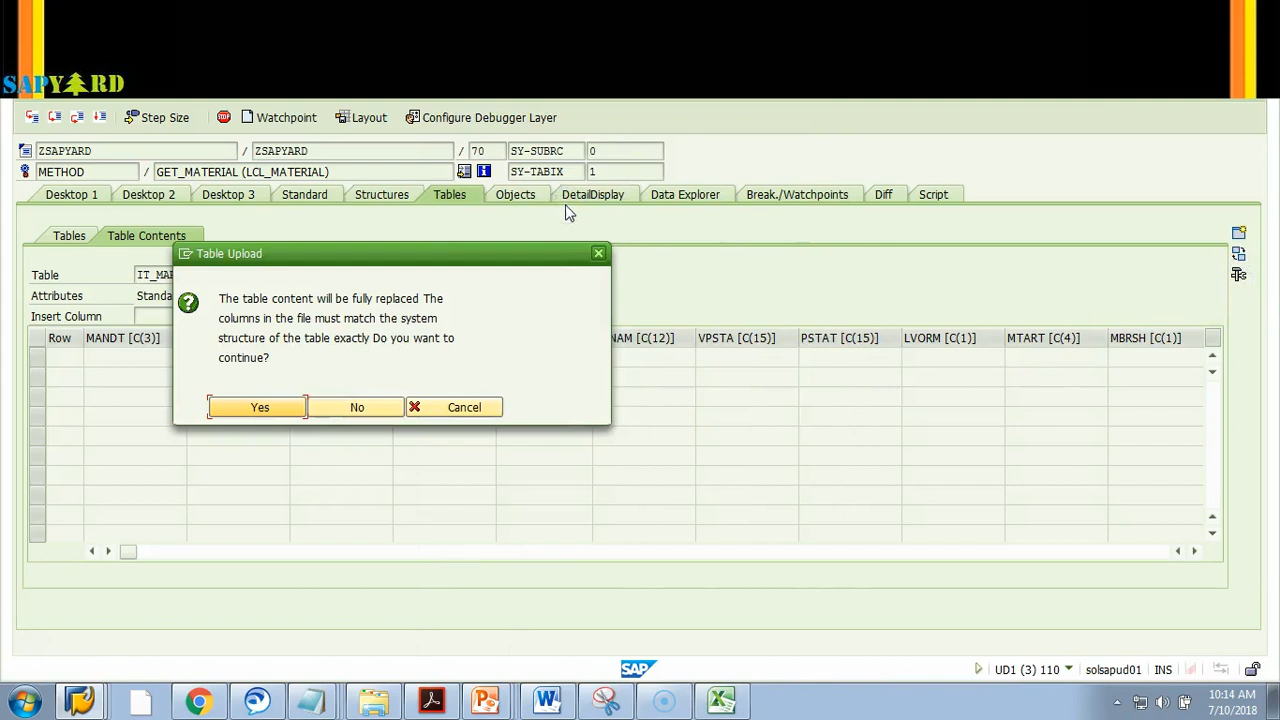 SAPYARD
Step Size Watchpoint Layout Configure Debugger Layer
ZSAPYARD / ZSAPYARD / 70 SY-SUBRC 0
METHOD / GET_MATERIAL (LCL_MATERIAL) SY-TABIX 1
Desktop 1 Desktop 2 Desktop 3 Standard Structures Tables Objects DetailDisplay Data Explorer Break./Watchpoints Diff Script
Tables Table Contents
Table Upload
Table
Attributes Standa
Insert Column
The table content will be fully replaced The
columns in the file must match the system
structure of the table exactly Do you want to
continue?
Yes No Cancel
Row MANDT [C(3)] NAM [C(12)] VPSTA [C(15)] PSTAT [C(15)] LVORM [C(1)] MTART [C(4)] MBRSH [C(1)]
SAP
UD1 (3) 110 solsapud01 INS
10:14 AM
7/10/2018